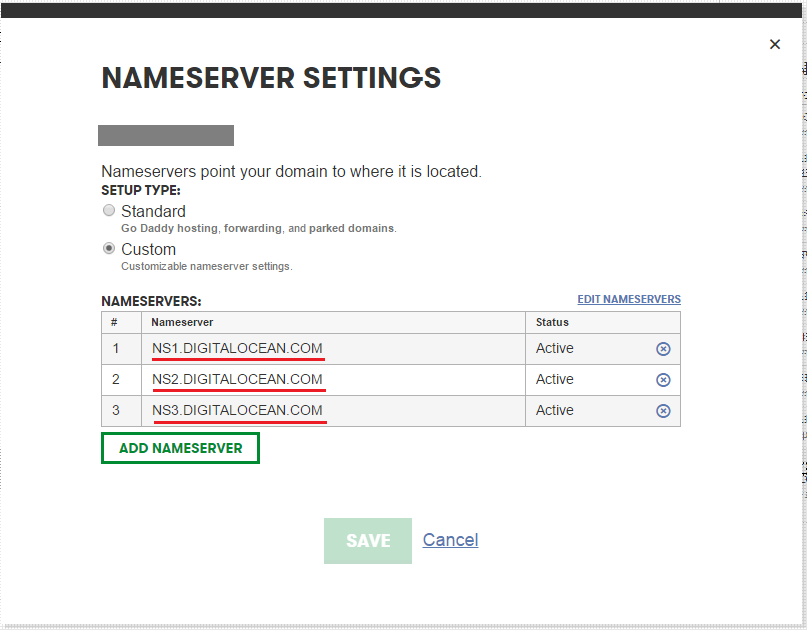 ×
NAMESERVER SETTINGS
Nameservers point your domain to where it is located.
SETUP TYPE:
Standard
Go Daddy hosting, forwarding, and parked domains.
Custom
Customizable nameserver settings.
NAMESERVERS: EDIT NAMESERVERS
# Nameserver Status
1 NS1.DIGITALOCEAN.COM Active
2 NS2.DIGITALOCEAN.COM Active
3 NS3.DIGITALOCEAN.COM Active
ADD NAMESERVER
SAVE Cancel